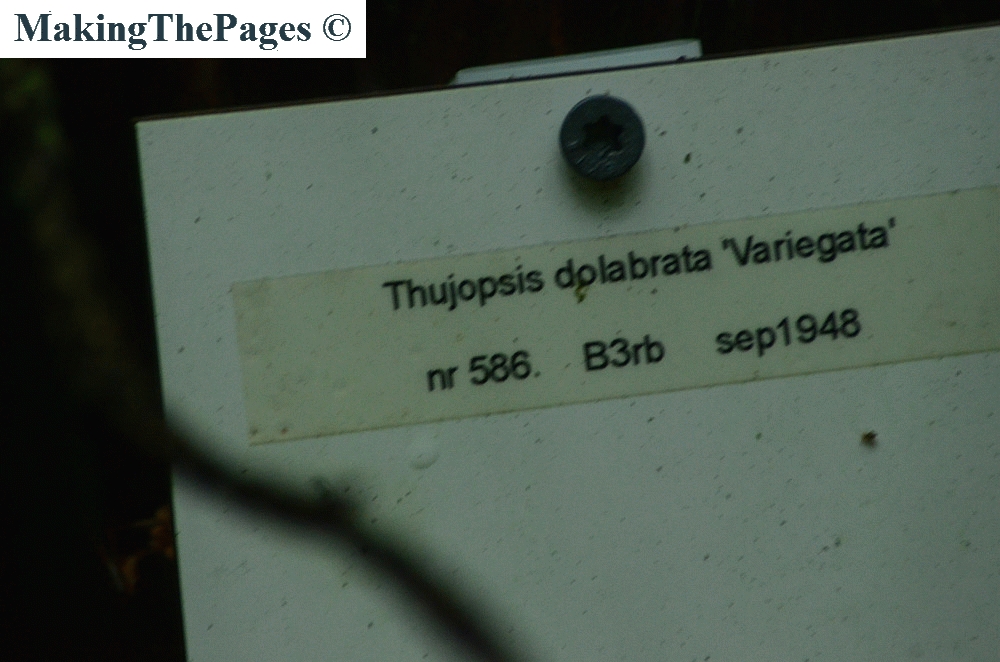 MakingThePages ©
Thujopsis dolabrata 'Variegata'
nr 586. B3rb sep1948